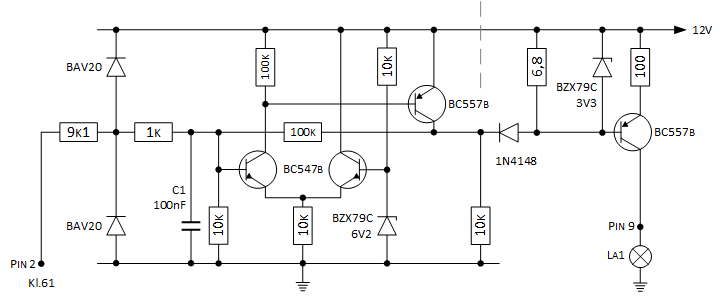 12V
BAV20
100K
10K
6,8
BZX79C
3V3
100
BC557B
BC557B
9K1
1K
100K
1N4148
BC547B
C1
100nF
BAV20
10K
10K
BZX79C
6V2
10K
PIN 9
LA1
PIN 2
Kl.61